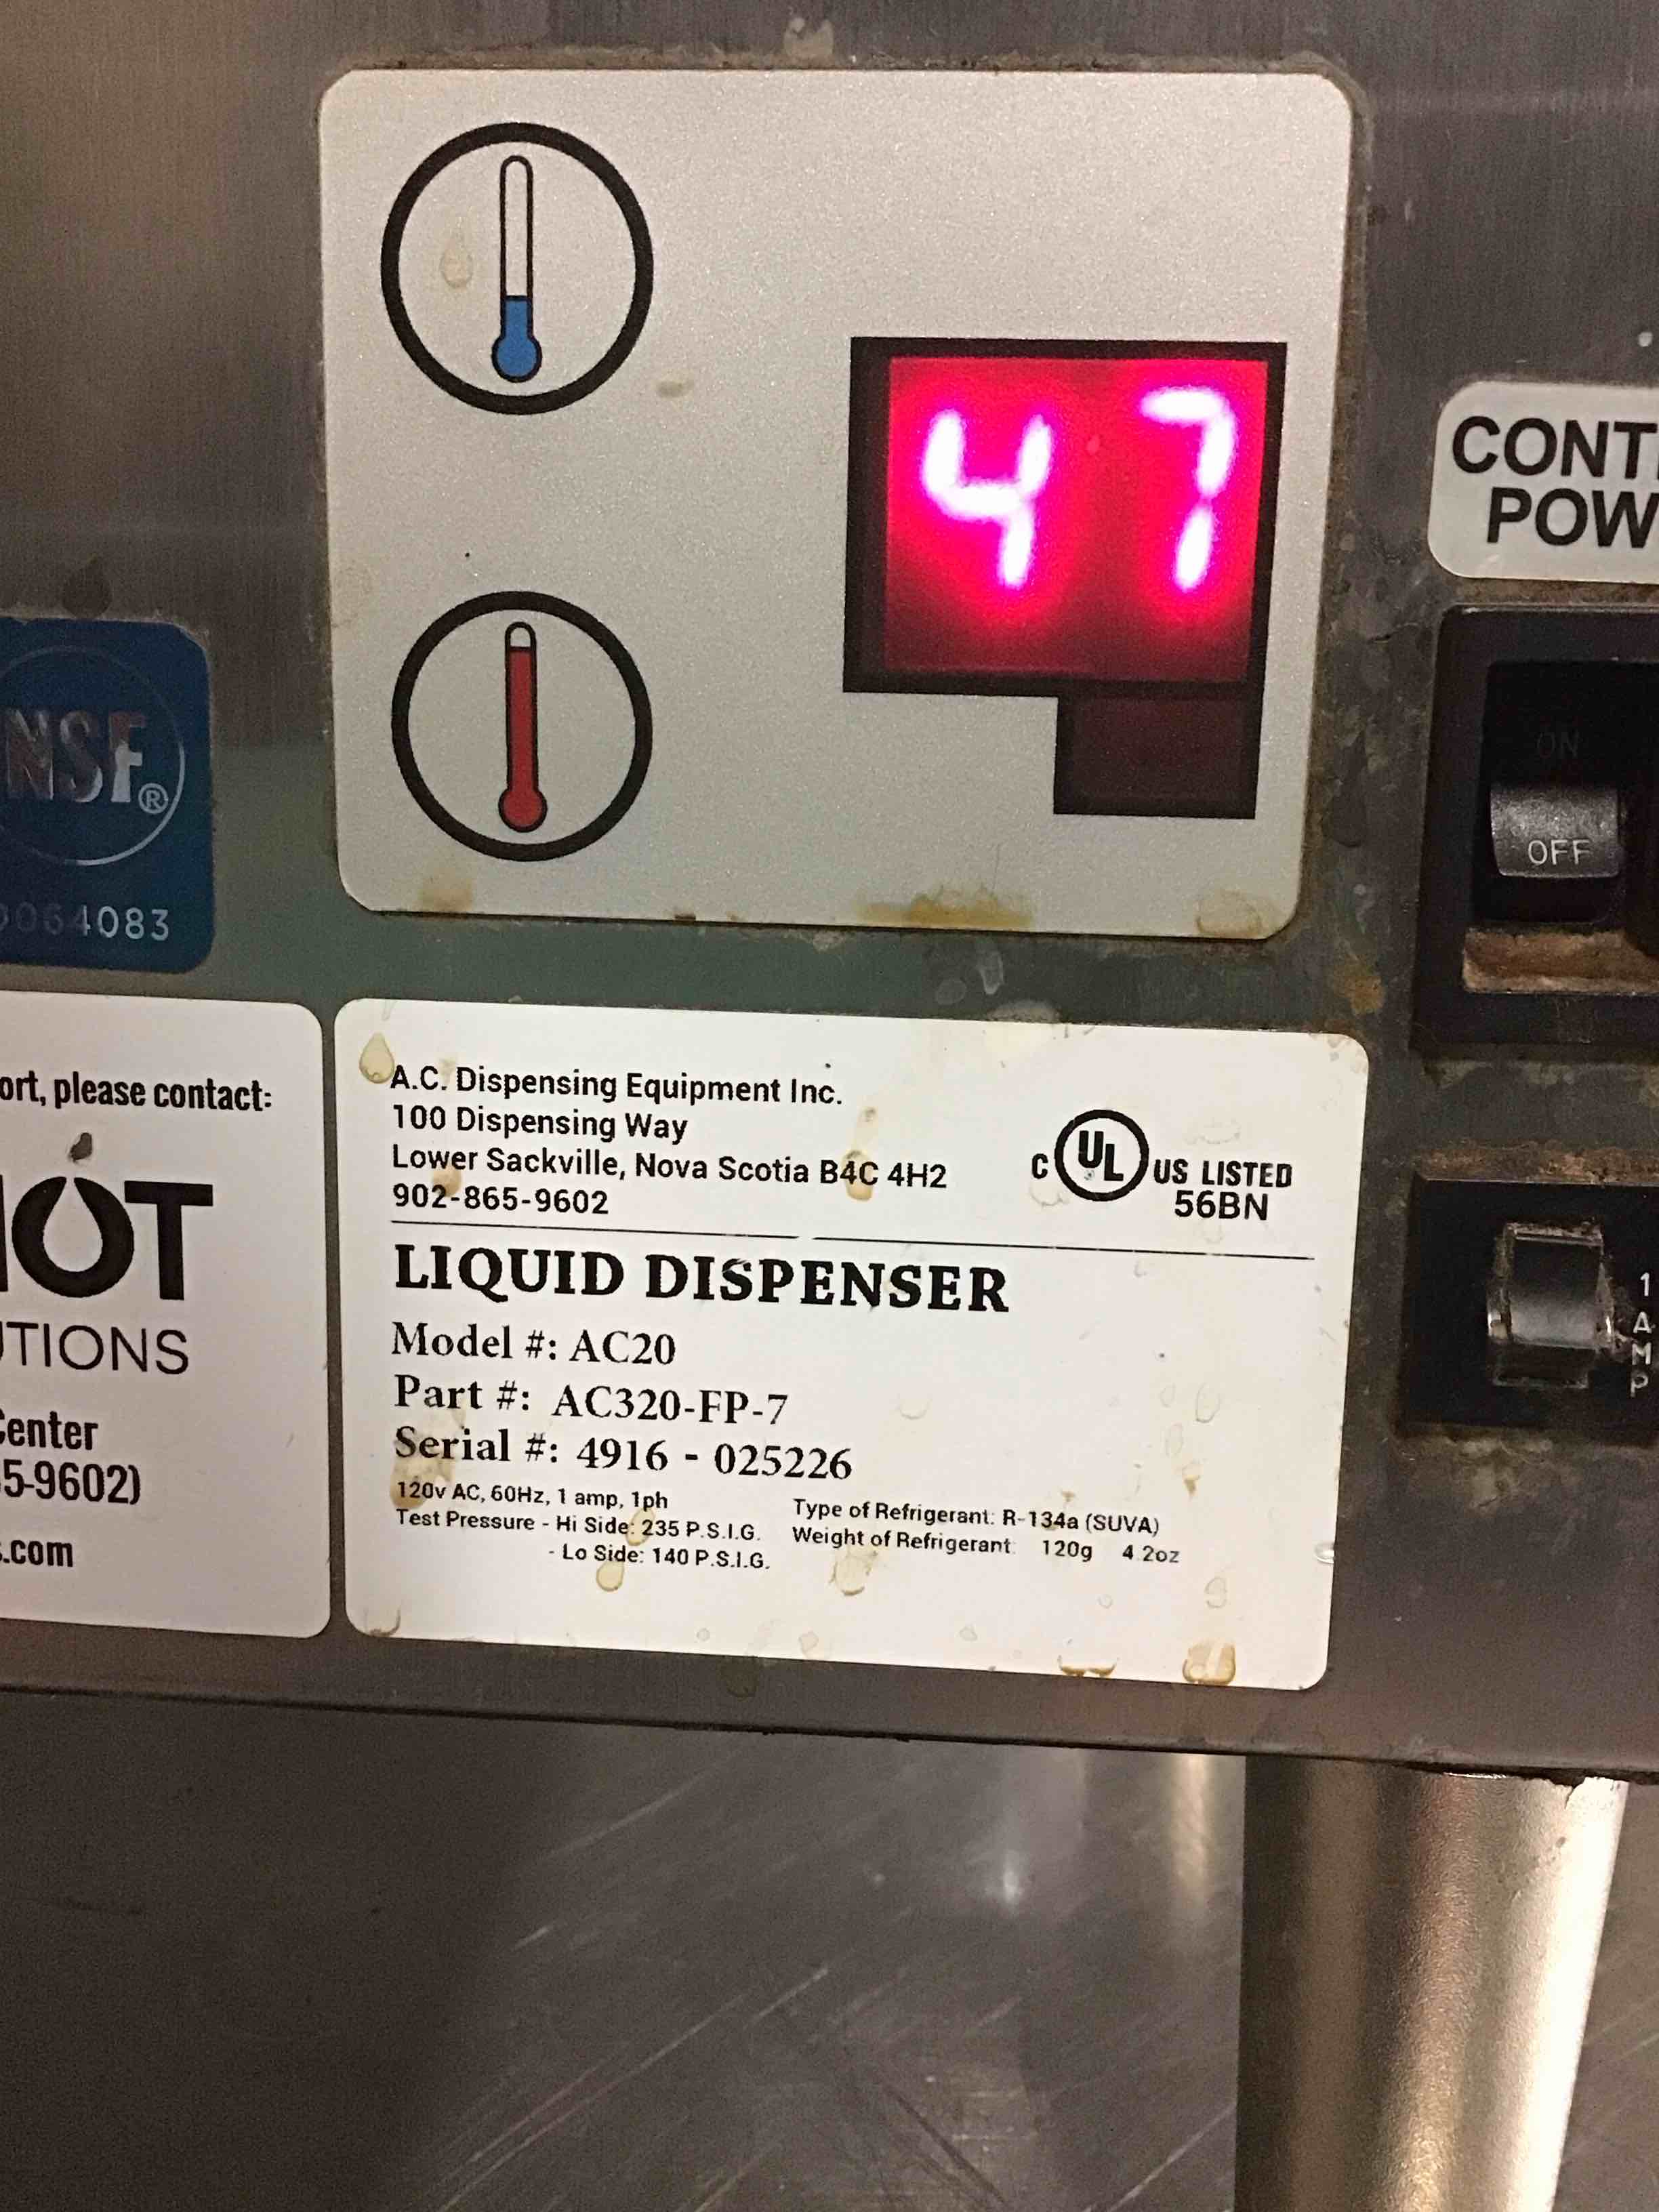 47
CONT
POW
ON
OFF
NSF®
064083
ort, please contact:
OT
UTIONS
Center
5-9602)
.com
A.C. Dispensing Equipment Inc.
100 Dispensing Way
Lower Sackville, Nova Scotia B4C 4H2
902-865-9602
C UL US LISTED
56BN
LIQUID DISPENSER
Model #: AC20
Part #: AC320-FP-7
Serial #: 4916 - 025226
120v AC, 60Hz, 1 amp, 1ph
Test Pressure - Hi Side: 235 P.S.I.G.
- Lo Side: 140 P.S.I.G.
Type of Refrigerant: R-134a (SUVA)
Weight of Refrigerant: 120g 4.2oz
1 AMP